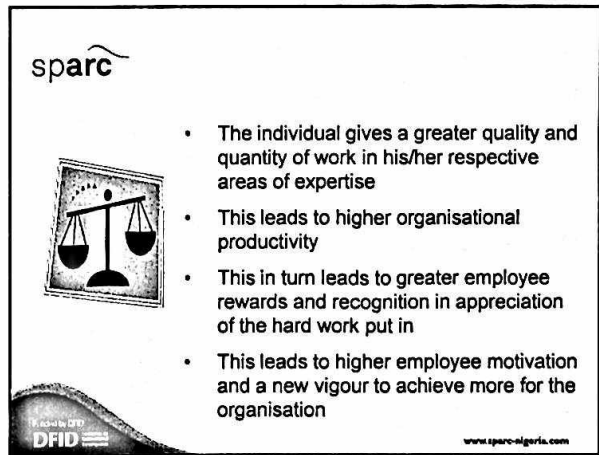 sparc
• The individual gives a greater quality and
quantity of work in his/her respective
areas of expertise
• This leads to higher organisational
productivity
• This in turn leads to greater employee
rewards and recognition in appreciation
of the hard work put in
• This leads to higher employee motivation
and a new vigour to achieve more for the
organisation
by DFID
DFID
www.sparc-nigeria.com